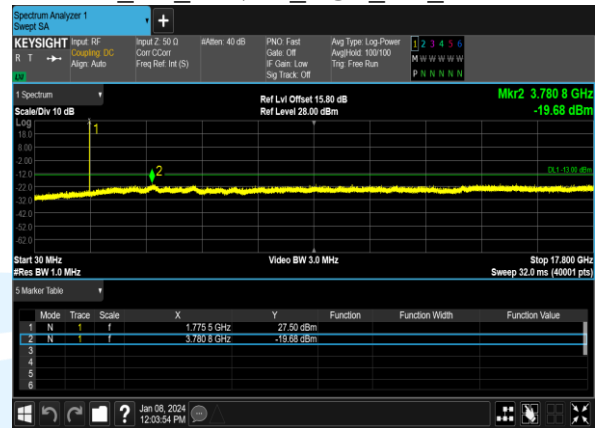 Spectrum Analyzer 1
Swept SA
+
KEYSIGHT
R T
LV
Input: RF
Coupling: DC
Align: Auto
Input Z: 50 Ω
Corr CCorr
Freq Ref: Int (S)
#Atten: 40 dB
PNO: Fast
Gate: Off
IF Gain: Low
Sig Track: Off
Avg Type: Log-Power
Avg|Hold: 100/100
Trig: Free Run
1 2 3 4 5 6
M W W W W W
P N N N N N
1 Spectrum
Scale/Div 10 dB
Ref Lvl Offset 15.80 dB
Ref Level 28.00 dBm
Mkr2 3.780 8 GHz
-19.68 dBm
Log
18.0
8.00
-2.00
-12.0
-22.0
-32.0
-42.0
-52.0
-62.0
1
2
DL1 -13.00 dBm
Start 30 MHz
#Res BW 1.0 MHz
Video BW 3.0 MHz
Stop 17.800 GHz
Sweep 32.0 ms (40001 pts)
5 Marker Table
Mode Trace Scale X Y Function Function Width Function Value
1 N 1 f 1.775 5 GHz 27.50 dBm
2 N 1 f 3.780 8 GHz -19.68 dBm
3
4
5
6
?
Jan 08, 2024
12:03:54 PM